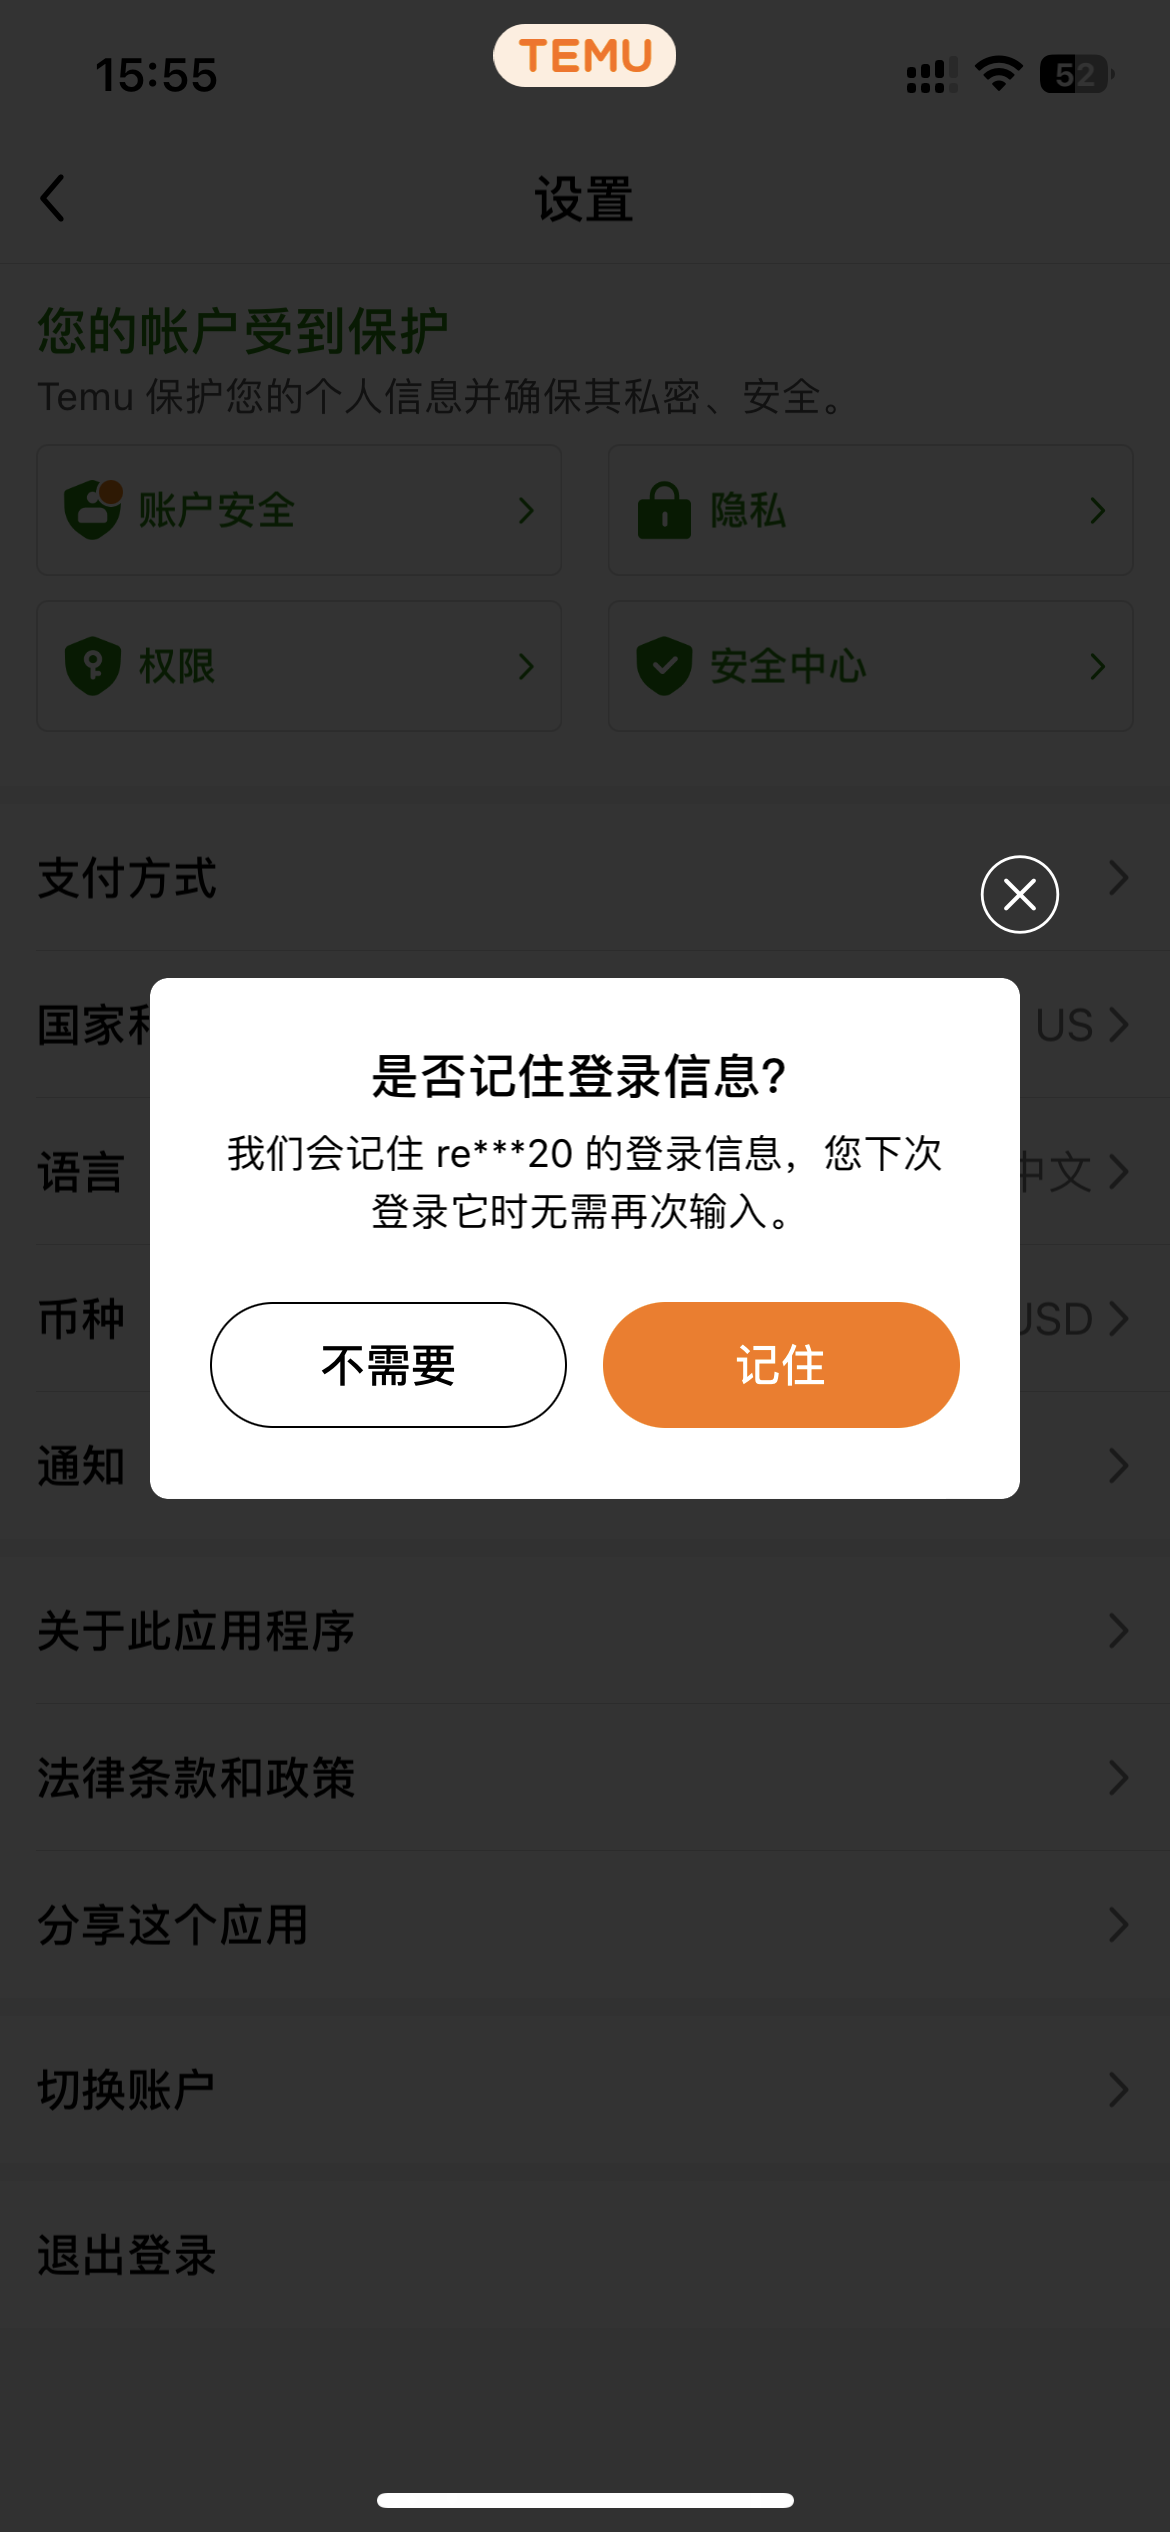 15:55
TEMU
52
设置
您的帐户受到保护
Temu 保护您的个人信息并确保其私密、安全。
账户安全
隐私
权限
安全中心
支付方式
国家和
US
语言
中文
币种
USD
通知
是否记住登录信息?
我们会记住 re***20 的登录信息，您下次
登录它时无需再次输入。
不需要
记住
关于此应用程序
法律条款和政策
分享这个应用
切换账户
退出登录